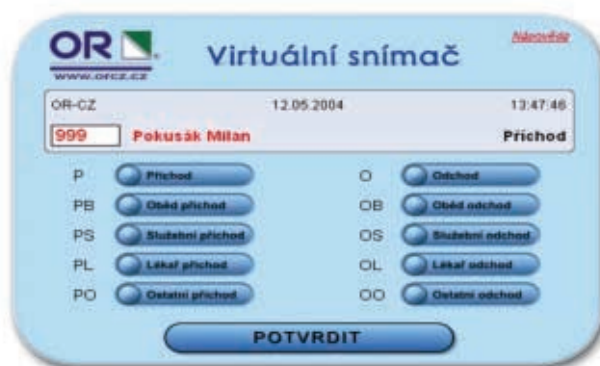 OR
Virtuální snímač
Nápověda
www.orcz.cz
OR-CZ 12.05.2004 13:47:46
999 Pokusák Milan Příchod
P Příchod O Odchod
PB Oběd příchod OB Oběd odchod
PS Služební příchod OS Služební odchod
PL Lékař příchod OL Lékař odchod
PO Ostatní příchod OO Ostatní odchod
POTVRDIT